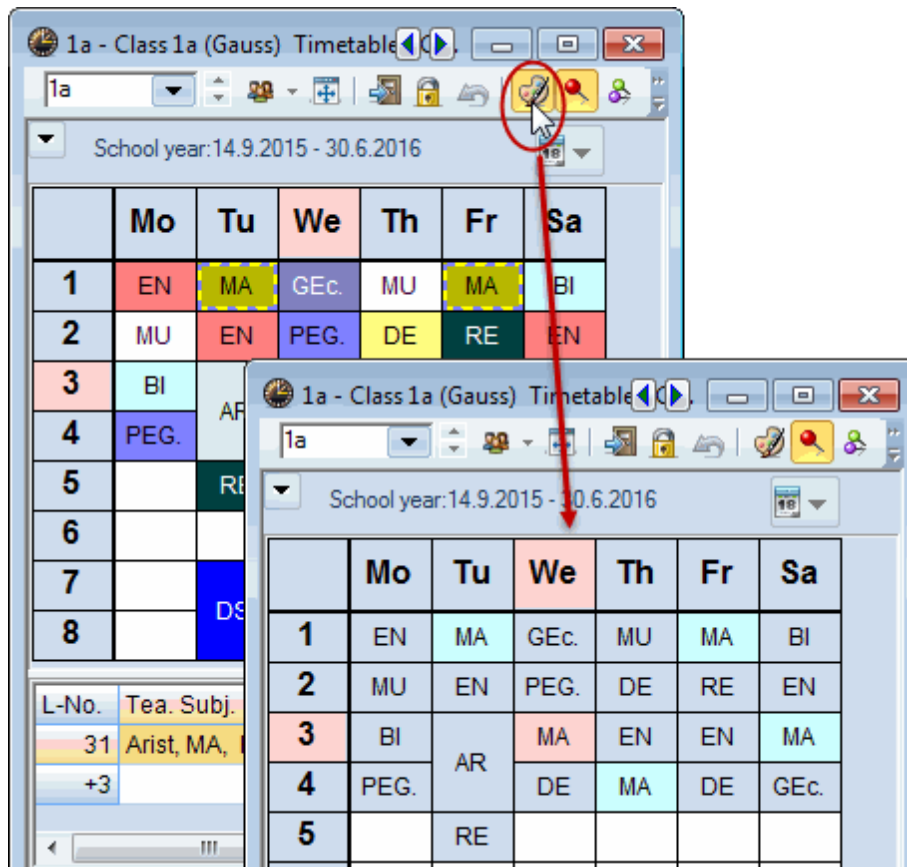 1a - Class 1a (Gauss) Timetable
1a
School year:14.9.2015 - 30.6.2016
18
Mo Tu We Th Fr Sa
1 EN MA GEc. MU MA BI
2 MU EN PEG. DE RE EN
3 BI
4 PEG.
5
6
7
8
L-No. Tea. Subj.
31 Arist, MA,
+3
1a - Class 1a (Gauss) Timetable
1a
School year:14.9.2015 - 30.6.2016
18
Mo Tu We Th Fr Sa
1 EN MA GEc. MU MA BI
2 MU EN PEG. DE RE EN
3 BI AR MA EN EN MA
4 PEG. DE MA DE GEc.
5 RE